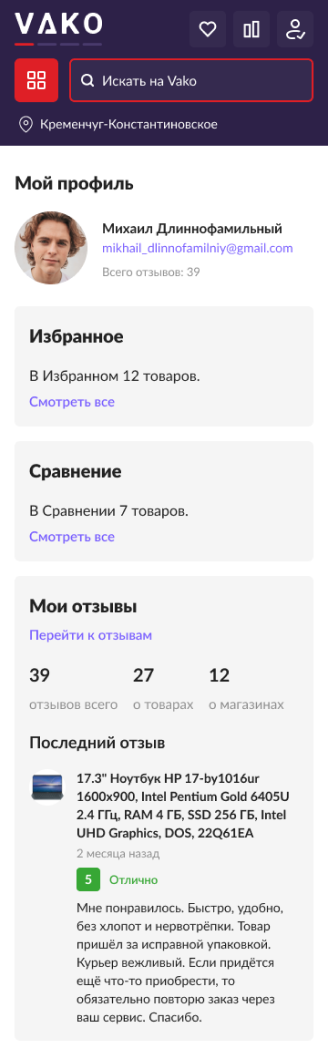 VAKO
Искать на Vako
Кременчуг-Константиновское
Мой профиль
Михаил Длиннофамильный
mikhail_dlinnofamilniy@gmail.com
Всего отзывов: 39
Избранное
В Избранном 12 товаров.
Смотреть все
Сравнение
В Сравнении 7 товаров.
Смотреть все
Мои отзывы
Перейти к отзывам
39 27 12
отзывов всего о товарах о магазинах
Последний отзыв
17.3" Ноутбук HP 17-by1016ur
1600x900, Intel Pentium Gold 6405U
2.4 ГГц, RAM 4 ГБ, SSD 256 ГБ, Intel
UHD Graphics, DOS, 22Q61EA
2 месяца назад
5 Отлично
Мне понравилось. Быстро, удобно,
без хлопот и нервотрёпки. Товар
пришёл за исправной упаковкой.
Курьер вежливый. Если придётся
ещё что-то приобрести, то
обязательно повторю заказ через
ваш сервис. Спасибо.